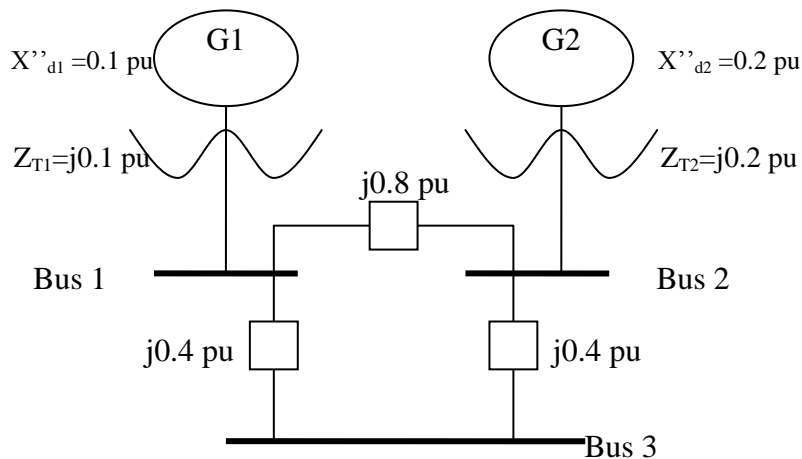 G1
G2
X’’d1 =0.1 pu
X’’d2 =0.2 pu
ZT1=j0.1 pu
ZT2=j0.2 pu
j0.8 pu
Bus 1
Bus 2
j0.4 pu
j0.4 pu
Bus 3